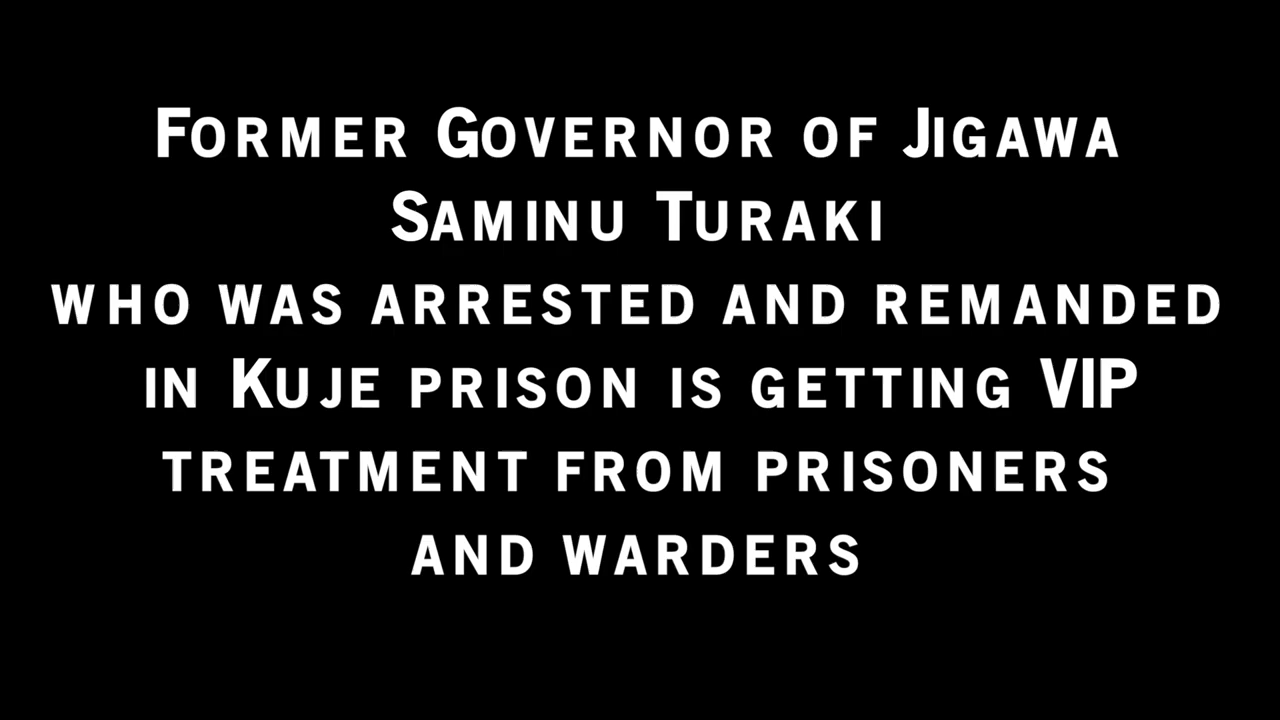 Former Governor of Jigawa
Saminu Turaki
who was arrested and remanded
in Kuje prison is getting VIP
treatment from prisoners
and warders